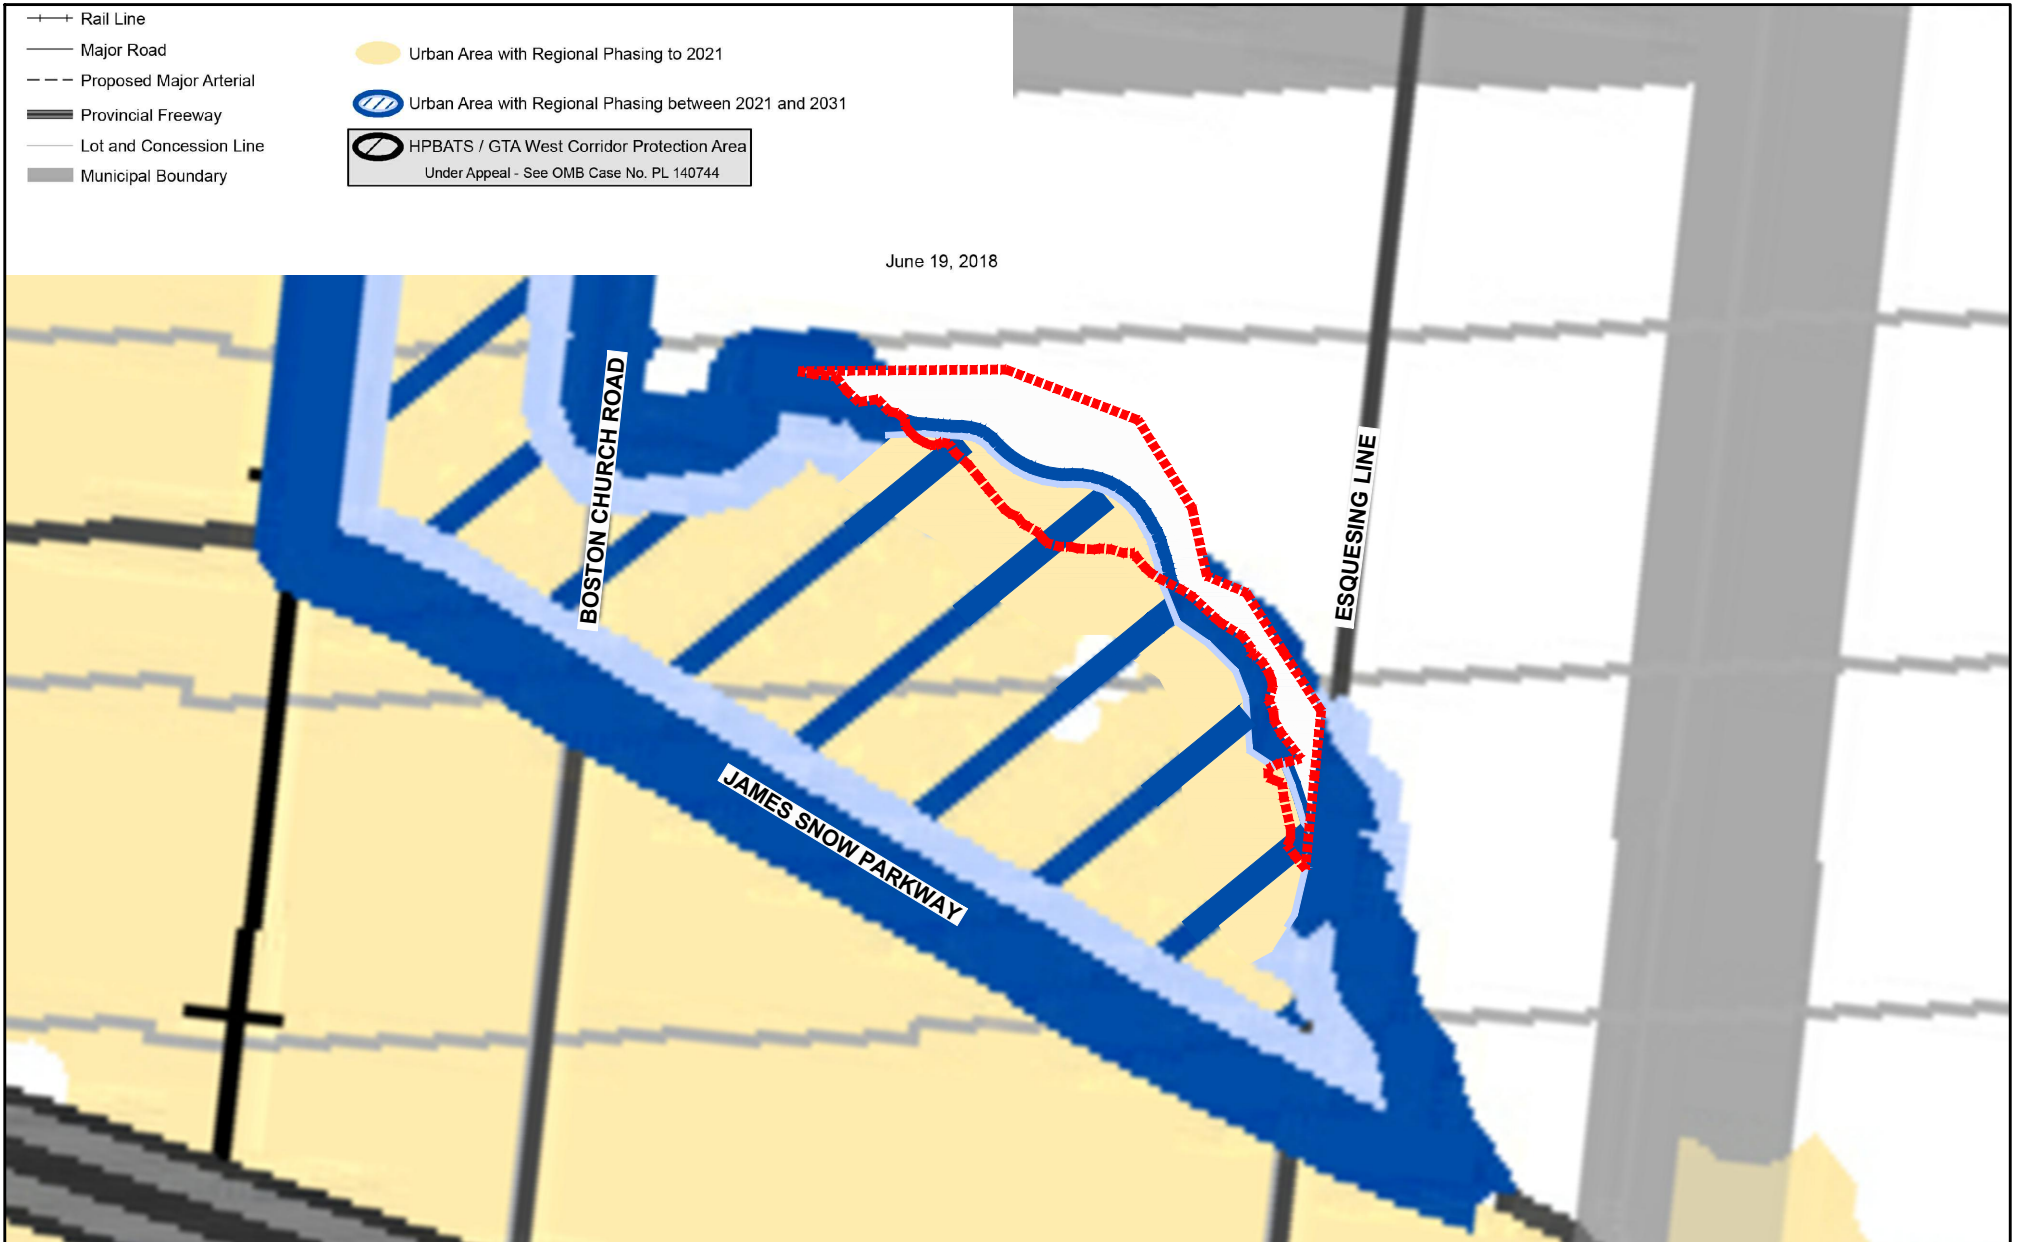 Rail Line
Major Road
Proposed Major Arterial
Provincial Freeway
Lot and Concession Line
Municipal Boundary
Urban Area with Regional Phasing to 2021
Urban Area with Regional Phasing between 2021 and 2031
HPBATS / GTA West Corridor Protection Area
Under Appeal - See OMB Case No. PL 140744
June 19, 2018
BOSTON CHURCH ROAD
ESQUESING LINE
JAMES SNOW PARKWAY